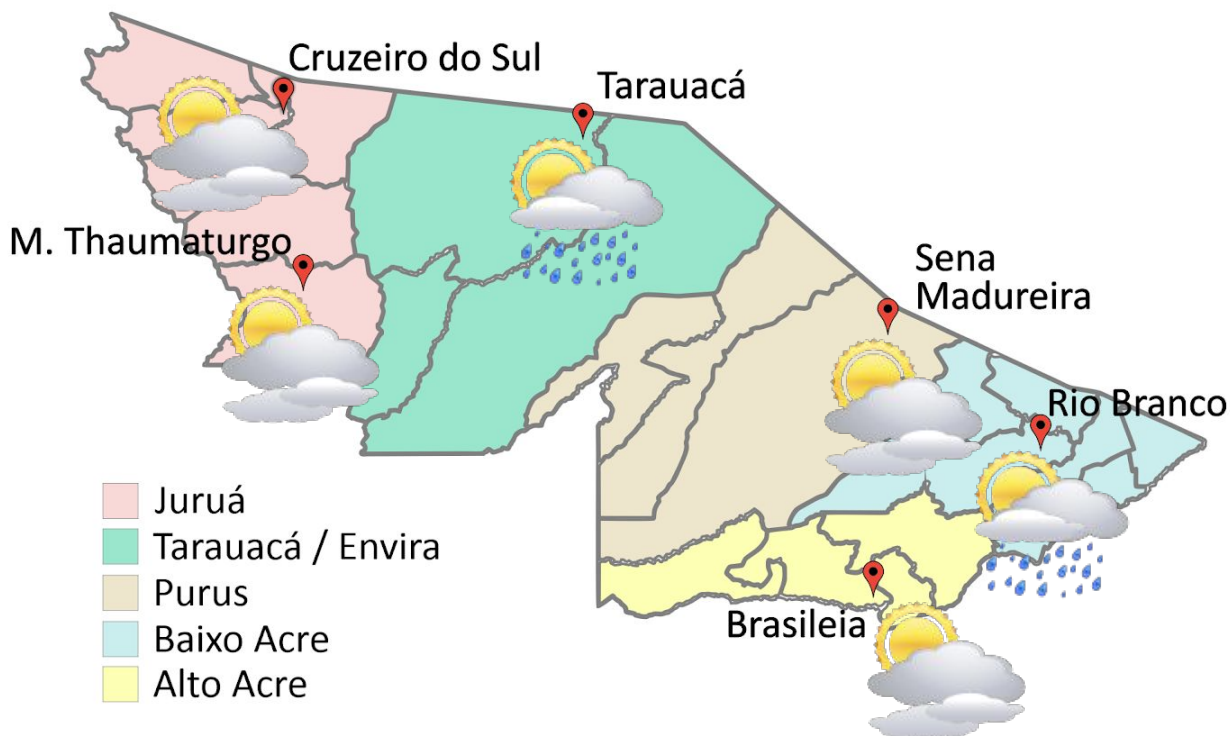 Cruzeiro do Sul
Tarauacá
M. Thaumaturgo
Sena
Madureira
Rio Branco
Brasileia
Juruá
Tarauacá / Envira
Purus
Baixo Acre
Alto Acre